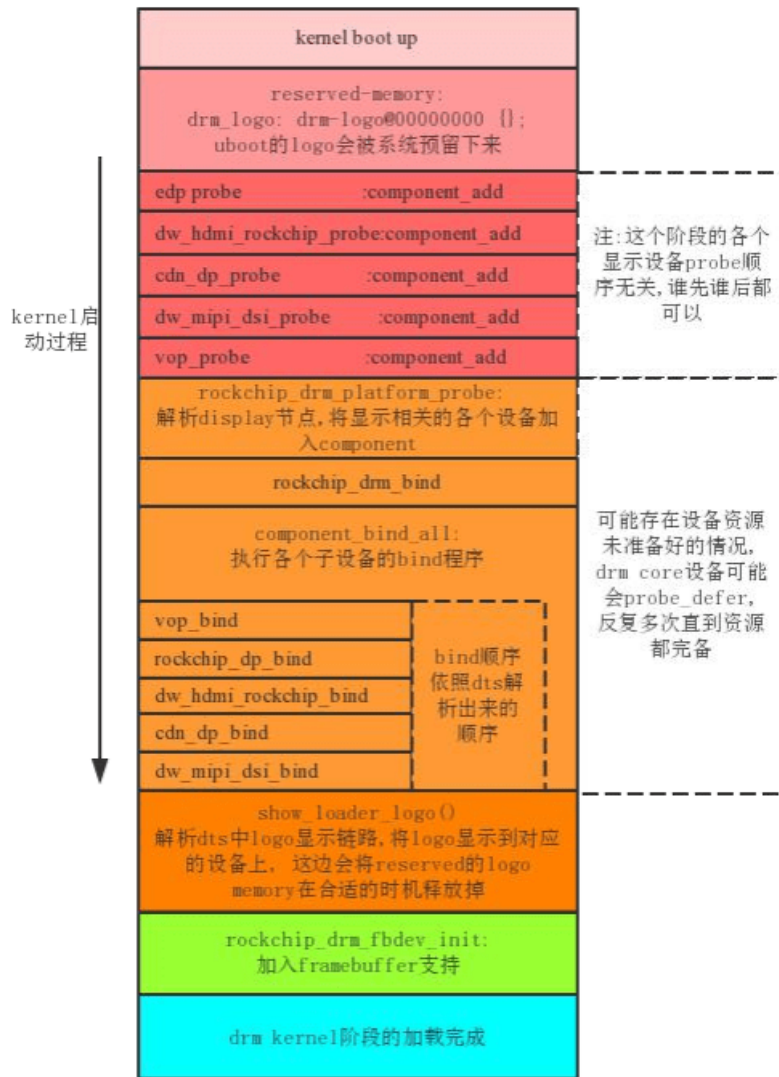 kernel boot up
reserved-memory:
drm_logo: drm-logo@00000000 {};
uboot的logo会被系统预留下来
edp probe :component_add
dw_hdmi_rockchip_probe:component_add
cdn_dp_probe :component_add
dw_mipi_dsi_probe :component_add
vop_probe :component_add
注:这个阶段的各个
显示设备probe顺
序无关,谁先谁后都
可以
kernel启
动过程
rockchip_drm_platform_probe:
解析display节点,将显示相关的各个设备加
入component
rockchip_drm_bind
component_bind_all:
执行各个子设备的bind程序
vop_bind
rockchip_dp_bind
dw_hdmi_rockchip_bind
cdn_dp_bind
dw_mipi_dsi_bind
bind顺序
依照dts解
析出来的
顺序
可能存在设备资源
未准备好的情况,
drm core设备可能
会probe_defer,
反复多次直到资源
都完备
show_loader_logo()
解析dts中logo显示链路,将logo显示到对应
的设备上, 这边会将reserved的logo
memory在合适的时机释放掉
rockchip_drm_fbdev_init:
加入framebuffer支持
drm kernel阶段的加载完成